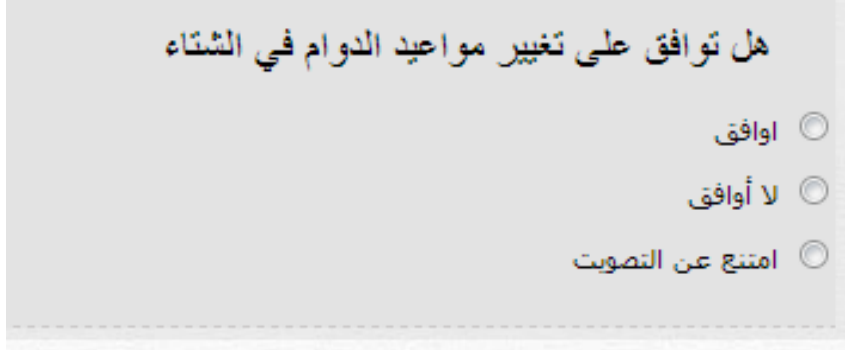 هل توافق على تغيير مواعيد الدوام في الشتاء
اوافق
لا أوافق
امتنع عن التصويت